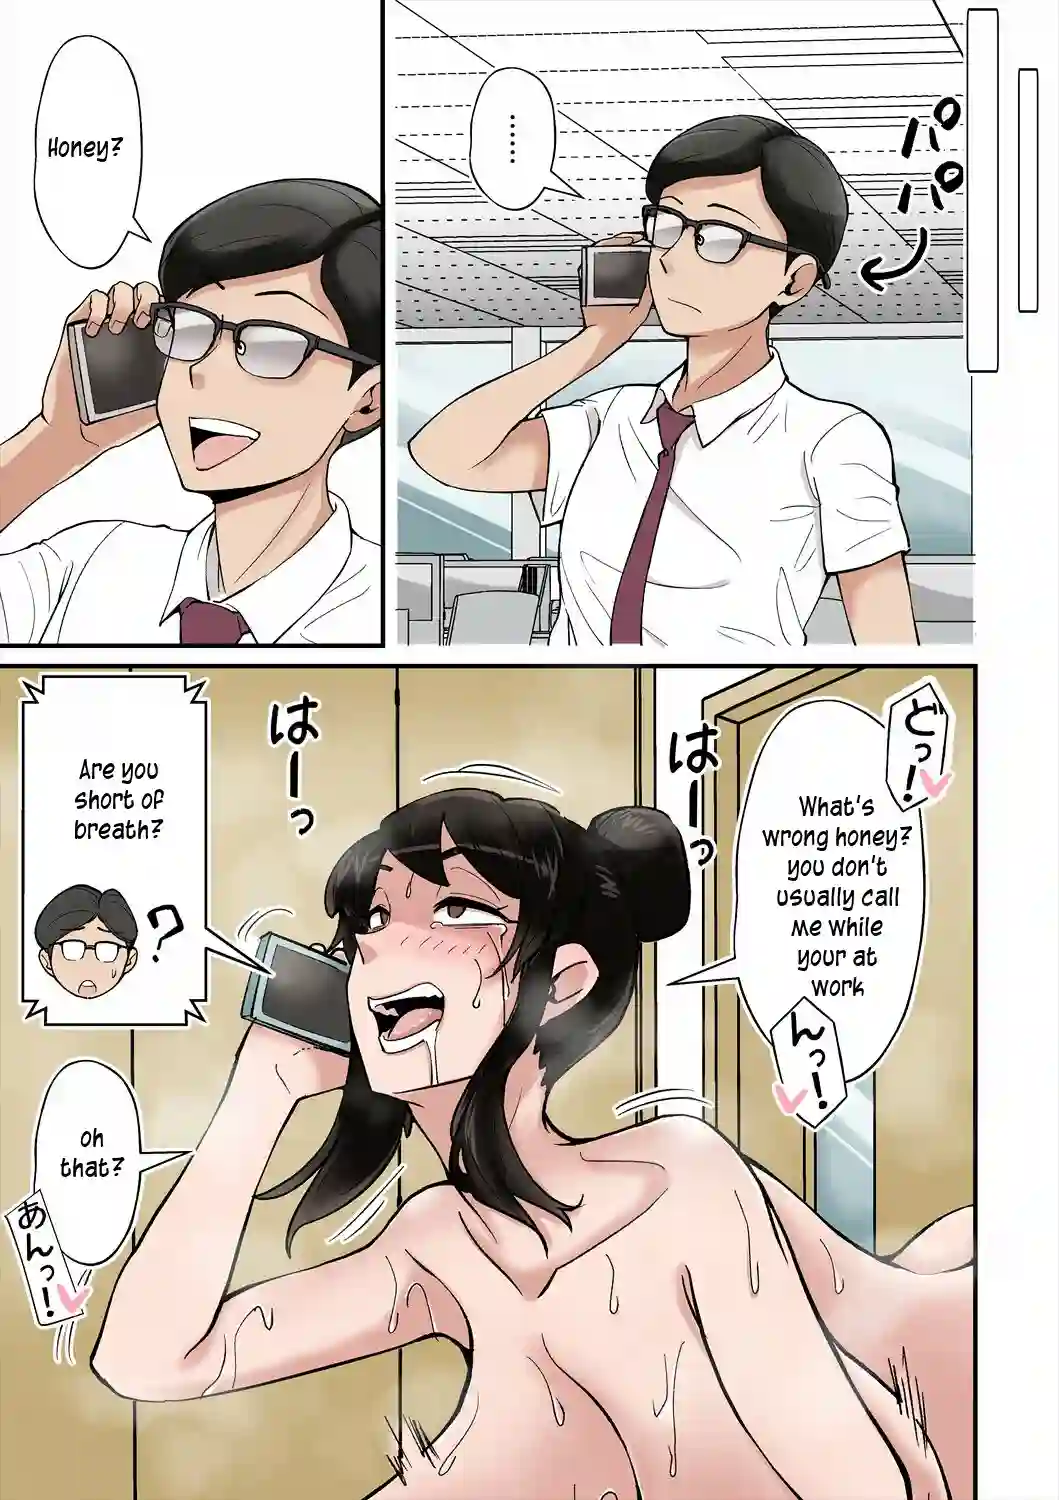 パパ
……
Honey?
はーっ
はーっ
どっ!
What's
wrong honey?
you don't
usually call
me while
your at
work
んっ!
Are you
short of
breath?
?
oh
that?
あんっ!